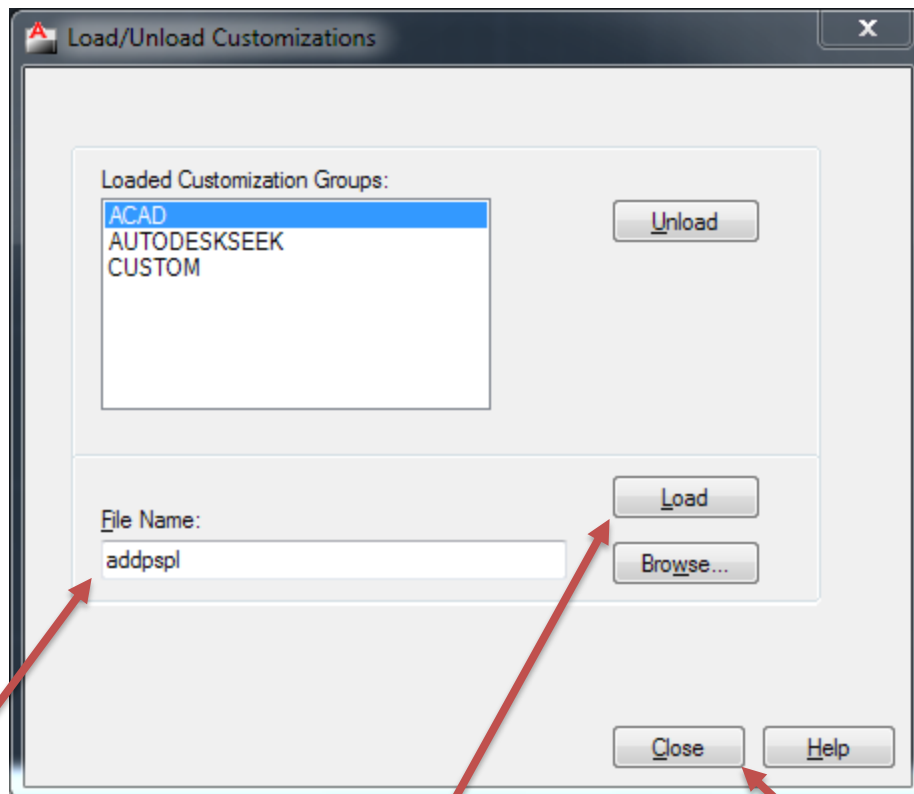 Load/Unload Customizations
Loaded Customization Groups:
ACAD
AUTODESKSEEK
CUSTOM
Unload
Load
File Name:
addpspl
Browse...
Close
Help